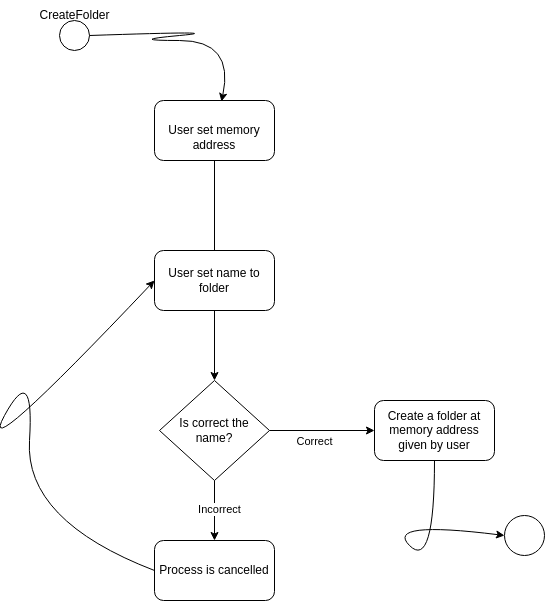 CreateFolder
User set memory
address
User set name to
folder
Is correct the
name?
Correct
Create a folder at
memory address
given by user
Incorrect
Process is cancelled